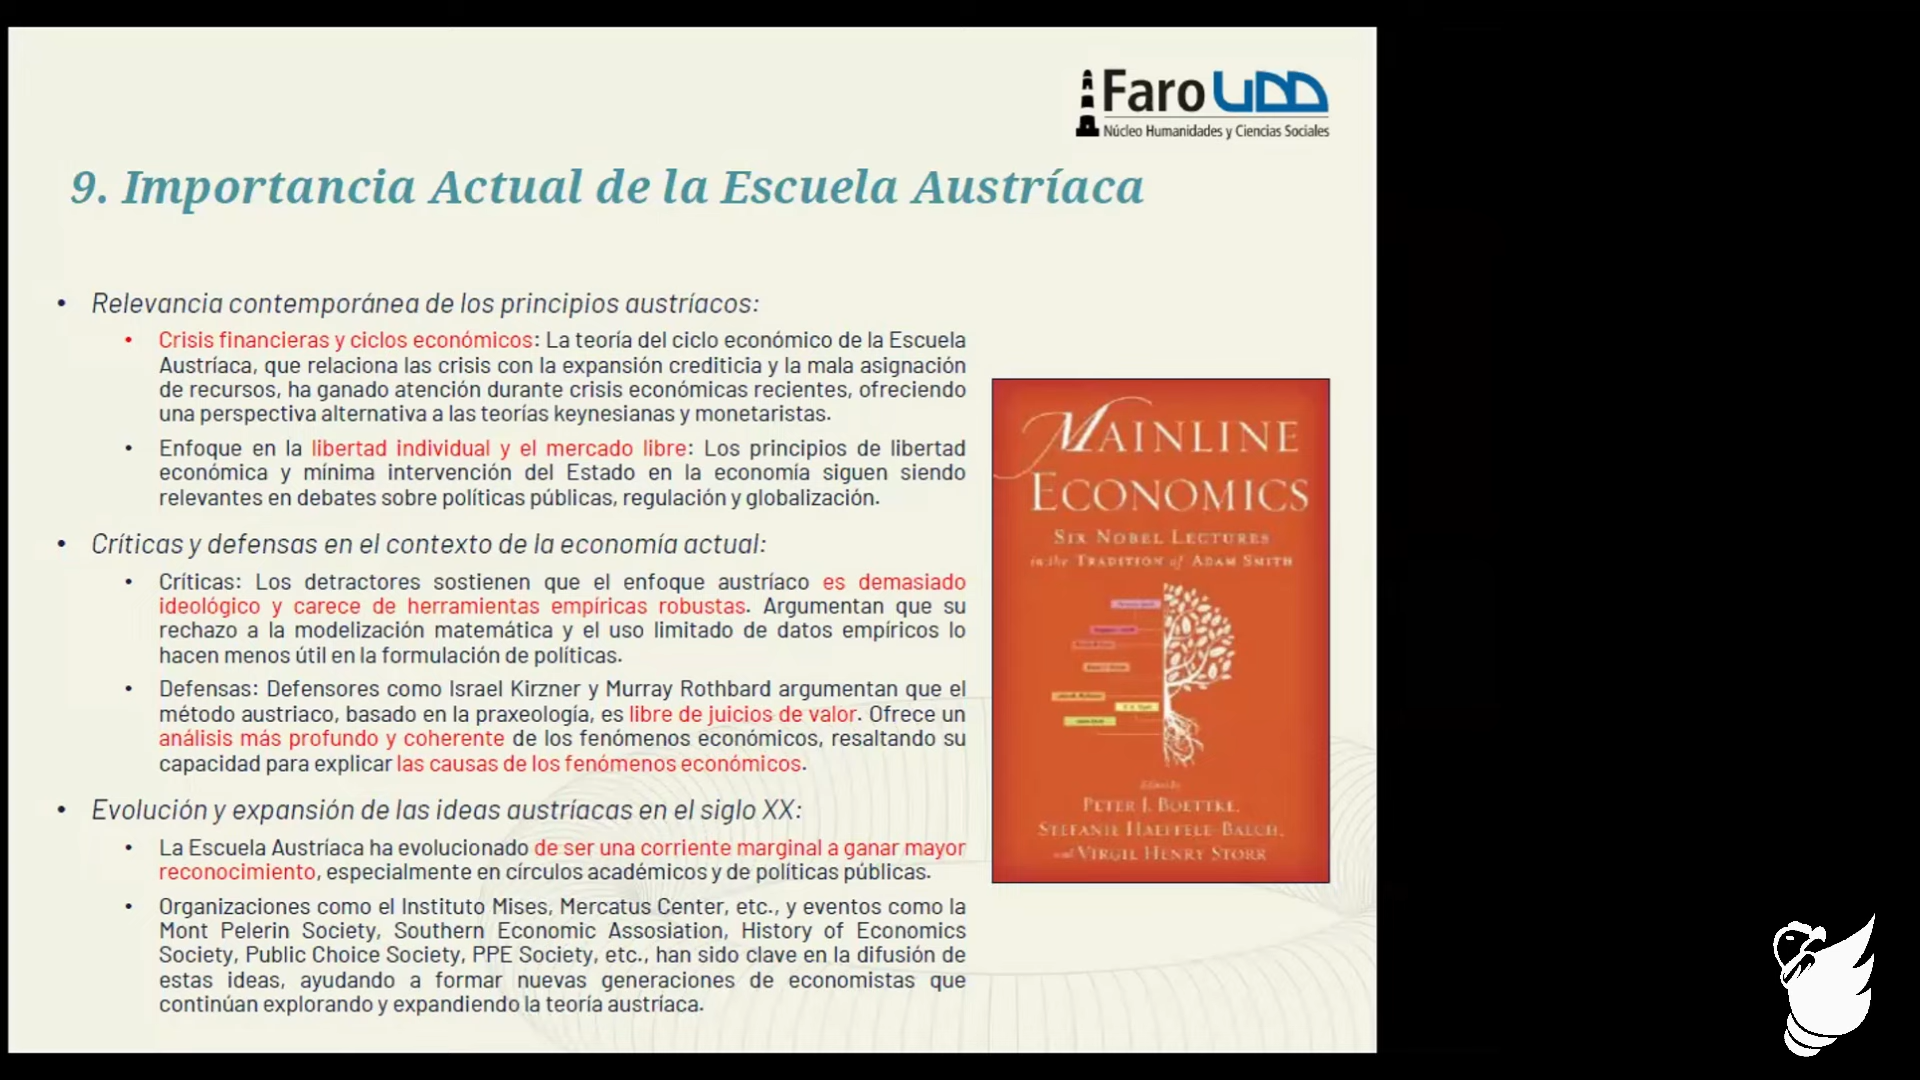 Faro UDD
Núcleo Humanidades y Ciencias Sociales
9. Importancia Actual de la Escuela Austríaca
• Relevancia contemporánea de los principios austríacos:
• Crisis financieras y ciclos económicos: La teoría del ciclo económico de la Escuela
Austríaca, que relaciona las crisis con la expansión crediticia y la mala asignación
de recursos, ha ganado atención durante crisis económicas recientes, ofreciendo
una perspectiva alternativa a las teorías keynesianas y monetaristas.
• Enfoque en la libertad individual y el mercado libre: Los principios de libertad
económica y mínima intervención del Estado en la economía siguen siendo
relevantes en debates sobre políticas públicas, regulación y globalización.
• Críticas y defensas en el contexto de la economía actual:
• Críticas: Los detractores sostienen que el enfoque austríaco es demasiado
ideológico y carece de herramientas empíricas robustas. Argumentan que su
rechazo a la modelización matemática y el uso limitado de datos empíricos lo
hacen menos útil en la formulación de políticas.
• Defensas: Defensores como Israel Kirzner y Murray Rothbard argumentan que el
método austriaco, basado en la praxeología, es libre de juicios de valor. Ofrece un
análisis más profundo y coherente de los fenómenos económicos, resaltando su
capacidad para explicar las causas de los fenómenos económicos.
• Evolución y expansión de las ideas austríacas en el siglo XX:
• La Escuela Austríaca ha evolucionado de ser una corriente marginal a ganar mayor
reconocimiento, especialmente en círculos académicos y de políticas públicas.
• Organizaciones como el Instituto Mises, Mercatus Center, etc., y eventos como la
Mont Pelerin Society, Southern Economic Assosiation, History of Economics
Society, Public Choice Society, PPE Society, etc., han sido clave en la difusión de
estas ideas, ayudando a formar nuevas generaciones de economistas que
continúan explorando y expandiendo la teoría austríaca.
MAINLINE
ECONOMICS
SIX NOBEL LECTURES
in the TRADITION of ADAM SMITH
Edited by
PETER J. BOETTKE,
STEFANIE HAEFFELE-BALCH,
and VIRGIL HENRY STORR